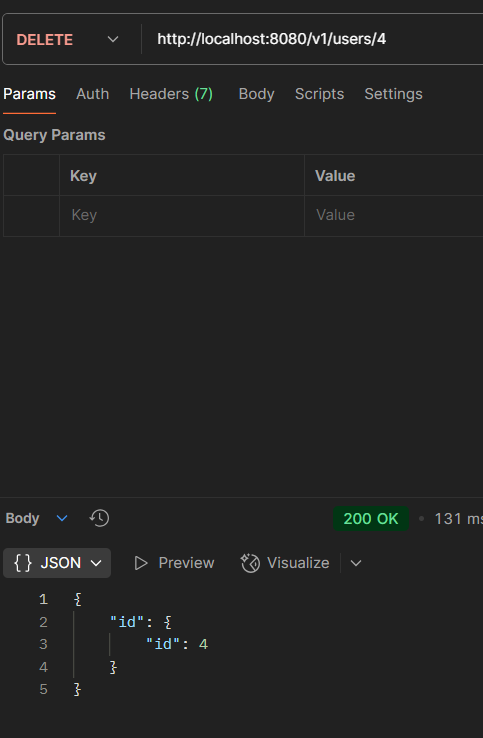 DELETE http://localhost:8080/v1/users/4
Params Auth Headers (7) Body Scripts Settings
Query Params
Key Value
Key Value
Body 200 OK • 131 ms
{ } JSON Preview Visualize
1 {
2 "id": {
3 "id": 4
4 }
5 }